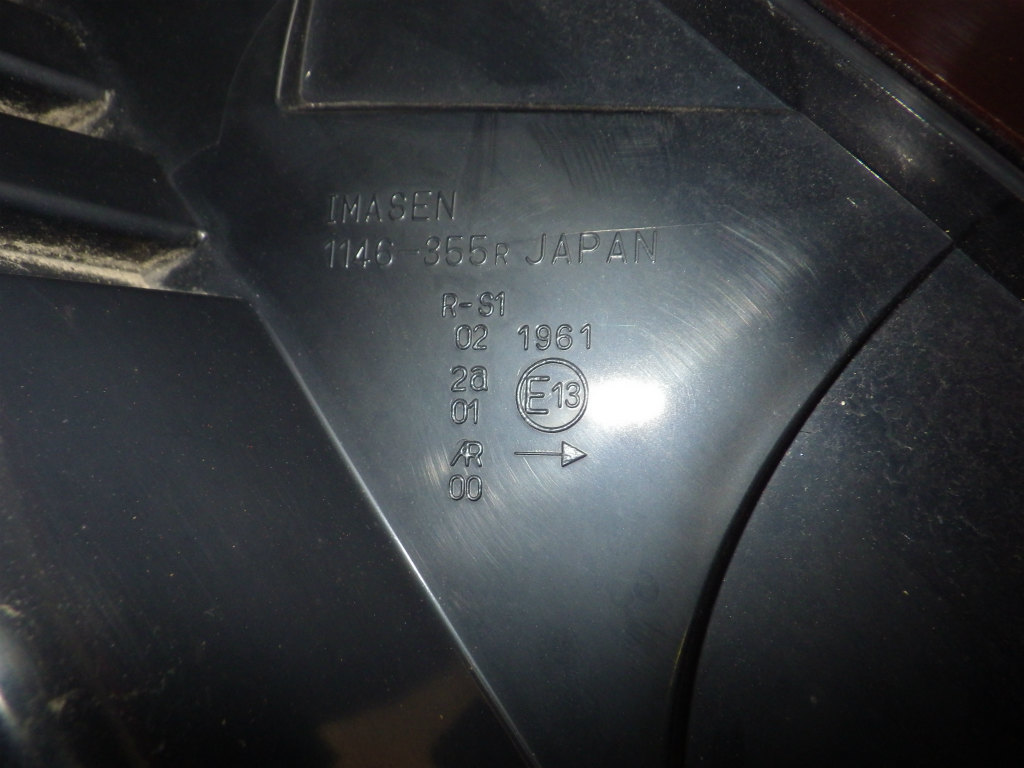 IMASEN
1146-355R JAPAN
R-S1
02 1961
2a E13
01
AR →
00